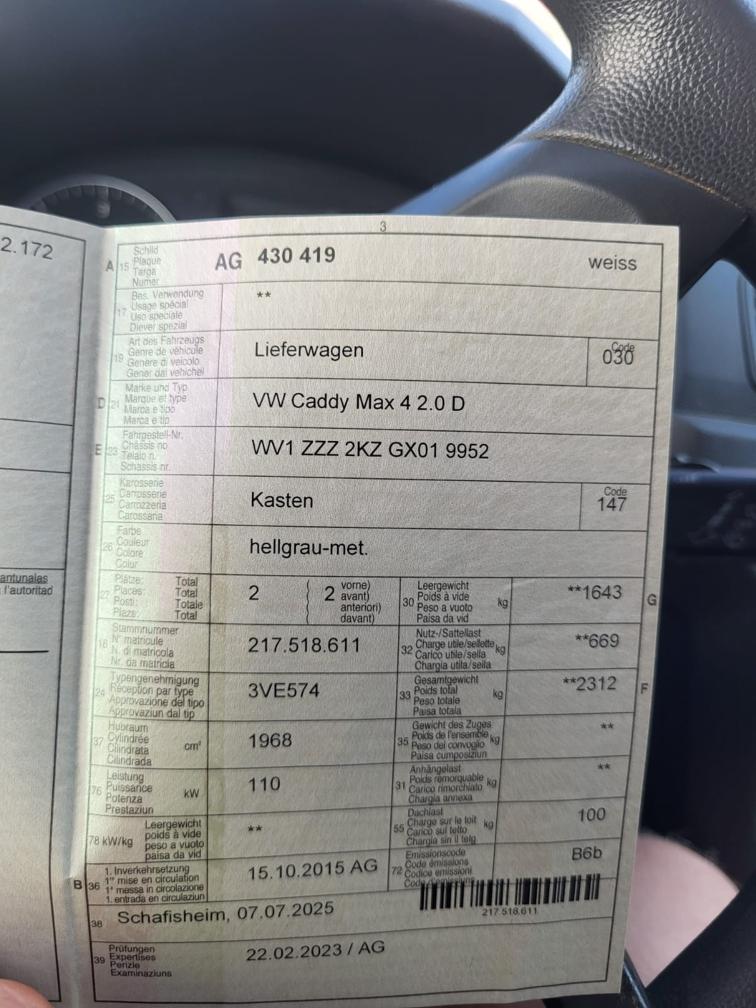 2.172
antunales
l'autoritad
3
A 15 Schild
Plaque
Targa
Numer
AG 430 419
weiss
17 Bes. Verwendung
Usage spécial
Uso speciale
Diever spezial
**
19 Art des Fahrzeugs
Genre de véhicule
Genere di veicolo
Gener dal vehichel
Lieferwagen
Code
030
D 21 Marke und Typ
Marque et type
Marca e tipo
Marca e tip
VW Caddy Max 4 2.0 D
E 23 Fahrgestell-Nr.
Châssis no
Telaio n.
Schassis nr.
WV1 ZZZ 2KZ GX01 9952
25 Karosserie
Carrosserie
Carrozzeria
Carossaria
Kasten
Code
147
26 Farbe
Couleur
Colore
Colur
hellgrau-met.
27 Plätze: Total
Places: Total
Posti: Totale
Plazs: Total
2
2 vorne)
avant)
anteriori)
davant)
30 Leergewicht
Poids à vide
Peso a vuoto
Paisa da vid
kg
**1643
G
18 Stammnummer
N° matricule
N. di matricola
Nr. da matricla
217.518.611
32 Nutz-/Sattellast
Charge utile/sellette
Carico utile/sella
Chargia utila/sella
kg
**669
24 Typengenehmigung
Réception par type
Approvazione del tipo
Approvaziun dal tip
3VE574
33 Gesamtgewicht
Poids total
Peso totale
Paisa totala
kg
**2312
F
37 Hubraum
Cylindrée
Cilindrata
Cilindrada
cm³
1968
35 Gewicht des Zuges
Poids de l'ensemble
Peso del convoglio
Paisa cumposiziun
kg
**
76 Leistung
Puissance
Potenza
Prestaziun
kW
110
31 Anhängelast
Poids remorquable
Carico rimorchiato
Chargia annexa
kg
**
78 kW/kg
Leergewicht
poids à vide
peso a vuoto
paisa da vid
**
55 Dachlast
Charge sur le toit
Carico sul tetto
Chargia sin il tetg
kg
100
B 36 1. Inverkehrsetzung
1re mise en circulation
1a messa in circolazione
1. entrada en circulaziun
15.10.2015 AG
72 Emissionscode
Code émissions
Codice emissioni
B6b
217.518.611
38 Schafisheim, 07.07.2025
39 Prüfungen
Expertises
Perizie
Examinaziuns
22.02.2023 / AG